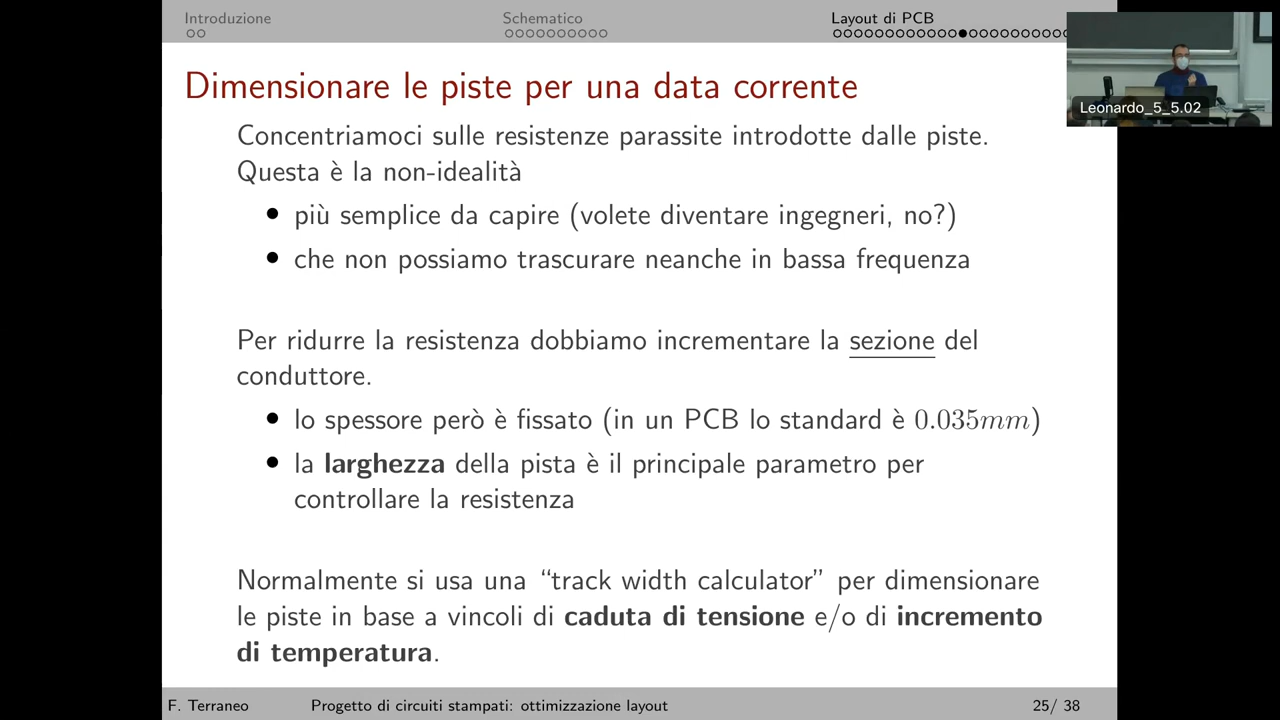 Introduzione
Schematico
Layout di PCB
Leonardo_5_5.02
Dimensionare le piste per una data corrente
Concentriamoci sulle resistenze parassite introdotte dalle piste.
Questa è la non-idealità
• più semplice da capire (volete diventare ingegneri, no?)
• che non possiamo trascurare neanche in bassa frequenza
Per ridurre la resistenza dobbiamo incrementare la sezione del
conduttore.
• lo spessore però è fissato (in un PCB lo standard è 0.035mm)
• la larghezza della pista è il principale parametro per
controllare la resistenza
Normalmente si usa una “track width calculator” per dimensionare
le piste in base a vincoli di caduta di tensione e/o di incremento
di temperatura.
F. Terraneo
Progetto di circuiti stampati: ottimizzazione layout
25/ 38